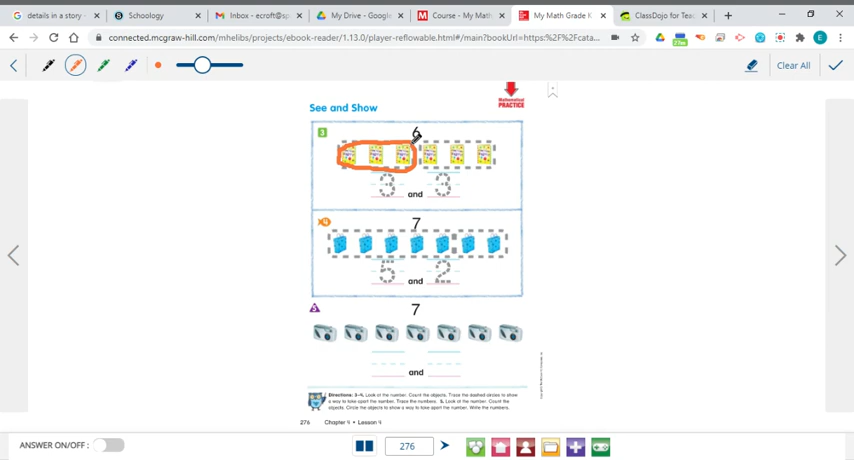 details in a story -
Schoology
Inbox - ecroft@sp
My Drive - Google
Course - My Math
My Math Grade K
ClassDojo for Tea
connected.mcgraw-hill.com/mhelibs/projects/ebook-reader/1.13.0/player-reflowable.html#/main?bookUrl=https:%2F%2Fcata
E
Clear All
See and Show
Mathematical
PRACTICE
3
6
3 and 3
4
7
5 and 2
5
7
and
Directions: 3–4. Look at the number. Count the objects. Trace the dashed circles to show
a way to take apart the number. Trace the numbers. 5. Look at the number. Count the
objects. Circle the objects to show a way to take apart the number. Write the numbers.
276 Chapter 4 • Lesson 4
ANSWER ON/OFF :
276